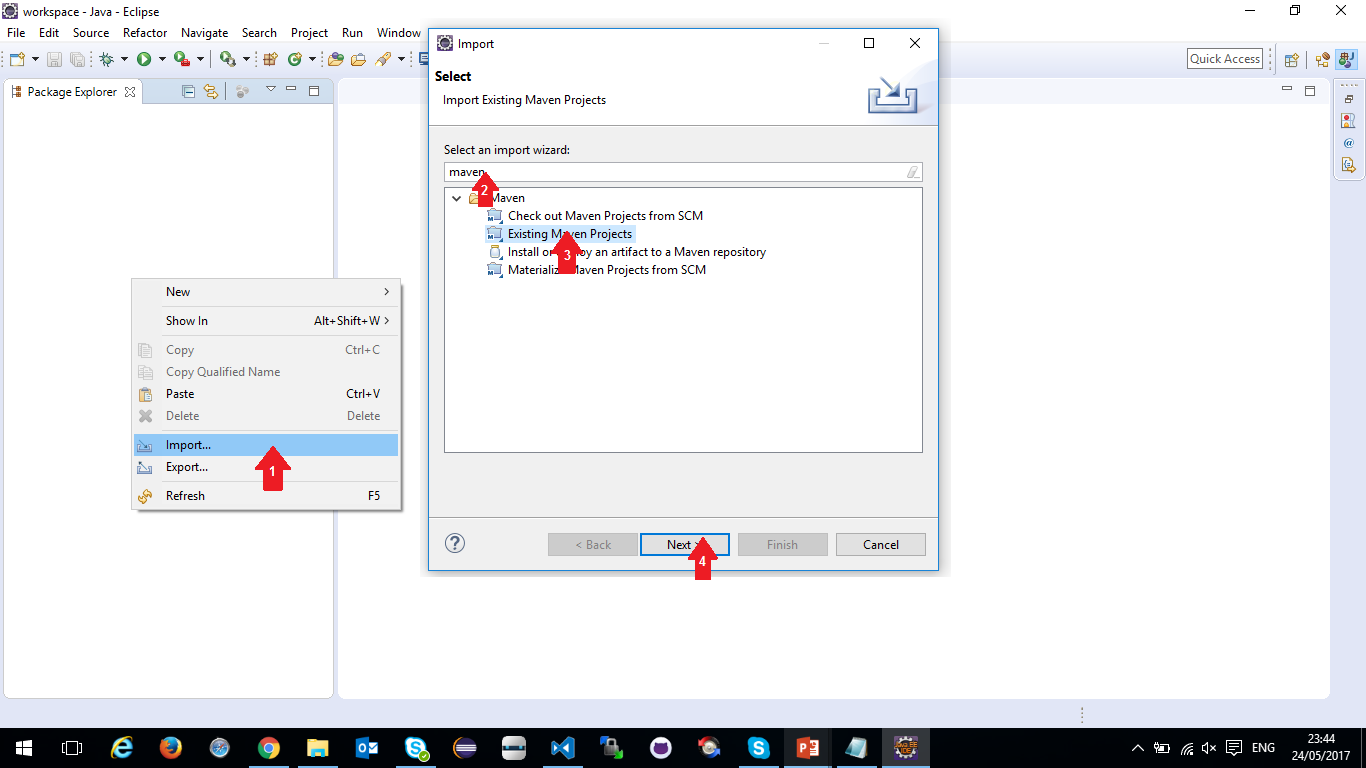 workspace - Java - Eclipse
File Edit Source Refactor Navigate Search Project Run Window
Quick Access
Package Explorer
Import
Select
Import Existing Maven Projects
Select an import wizard:
maven
2
Maven
Check out Maven Projects from SCM
Existing Maven Projects
3
Install or an artifact to a Maven repository
Maven Projects from SCM
New
Show In Alt+Shift+W
Copy Ctrl+C
Copy Qualified Name
Paste Ctrl+V
Delete Delete
Import...
1
Export...
Refresh F5
< Back Next > Finish Cancel
4
ENG
23:44
24/05/2017